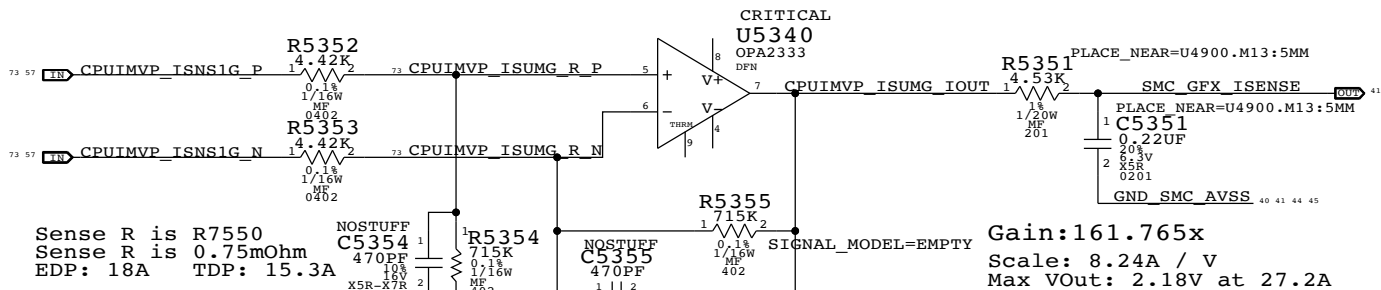 CRITICAL
U5340
OPA2333
DFN
R5352
4.42K
1 2
0.1%
1/16W
MF
0402
73 57 IN CPUIMVP_ISNS1G_P
73 CPUIMVP_ISUMG_R_P
5 + 8 V+
6 - V- 4
THRM
9
7 CPUIMVP_ISUMG_IOUT
R5351
4.53K
1 2
1%
1/20W
MF
201
PLACE_NEAR=U4900.M13:5MM
SMC_GFX_ISENSE OUT 41
PLACE_NEAR=U4900.M13:5MM
C5351
0.22UF
20%
6.3V
X5R
0201
1
2
GND_SMC_AVSS 40 41 44 45
R5353
4.42K
1 2
0.1%
1/16W
MF
0402
73 57 IN CPUIMVP_ISNS1G_N
73 CPUIMVP_ISUMG_R_N
Sense R is R7550
Sense R is 0.75mOhm
EDP: 18A TDP: 15.3A
NOSTUFF
C5354
470PF
10%
16V
X5R-X7R
1
2
1
R5354
715K
0.1%
1/16W
MF
NOSTUFF
C5355
470PF
1 2
R5355
715K
1 2
0.1%
1/16W
MF
402
SIGNAL_MODEL=EMPTY
Gain:161.765x
Scale: 8.24A / V
Max VOut: 2.18V at 27.2A